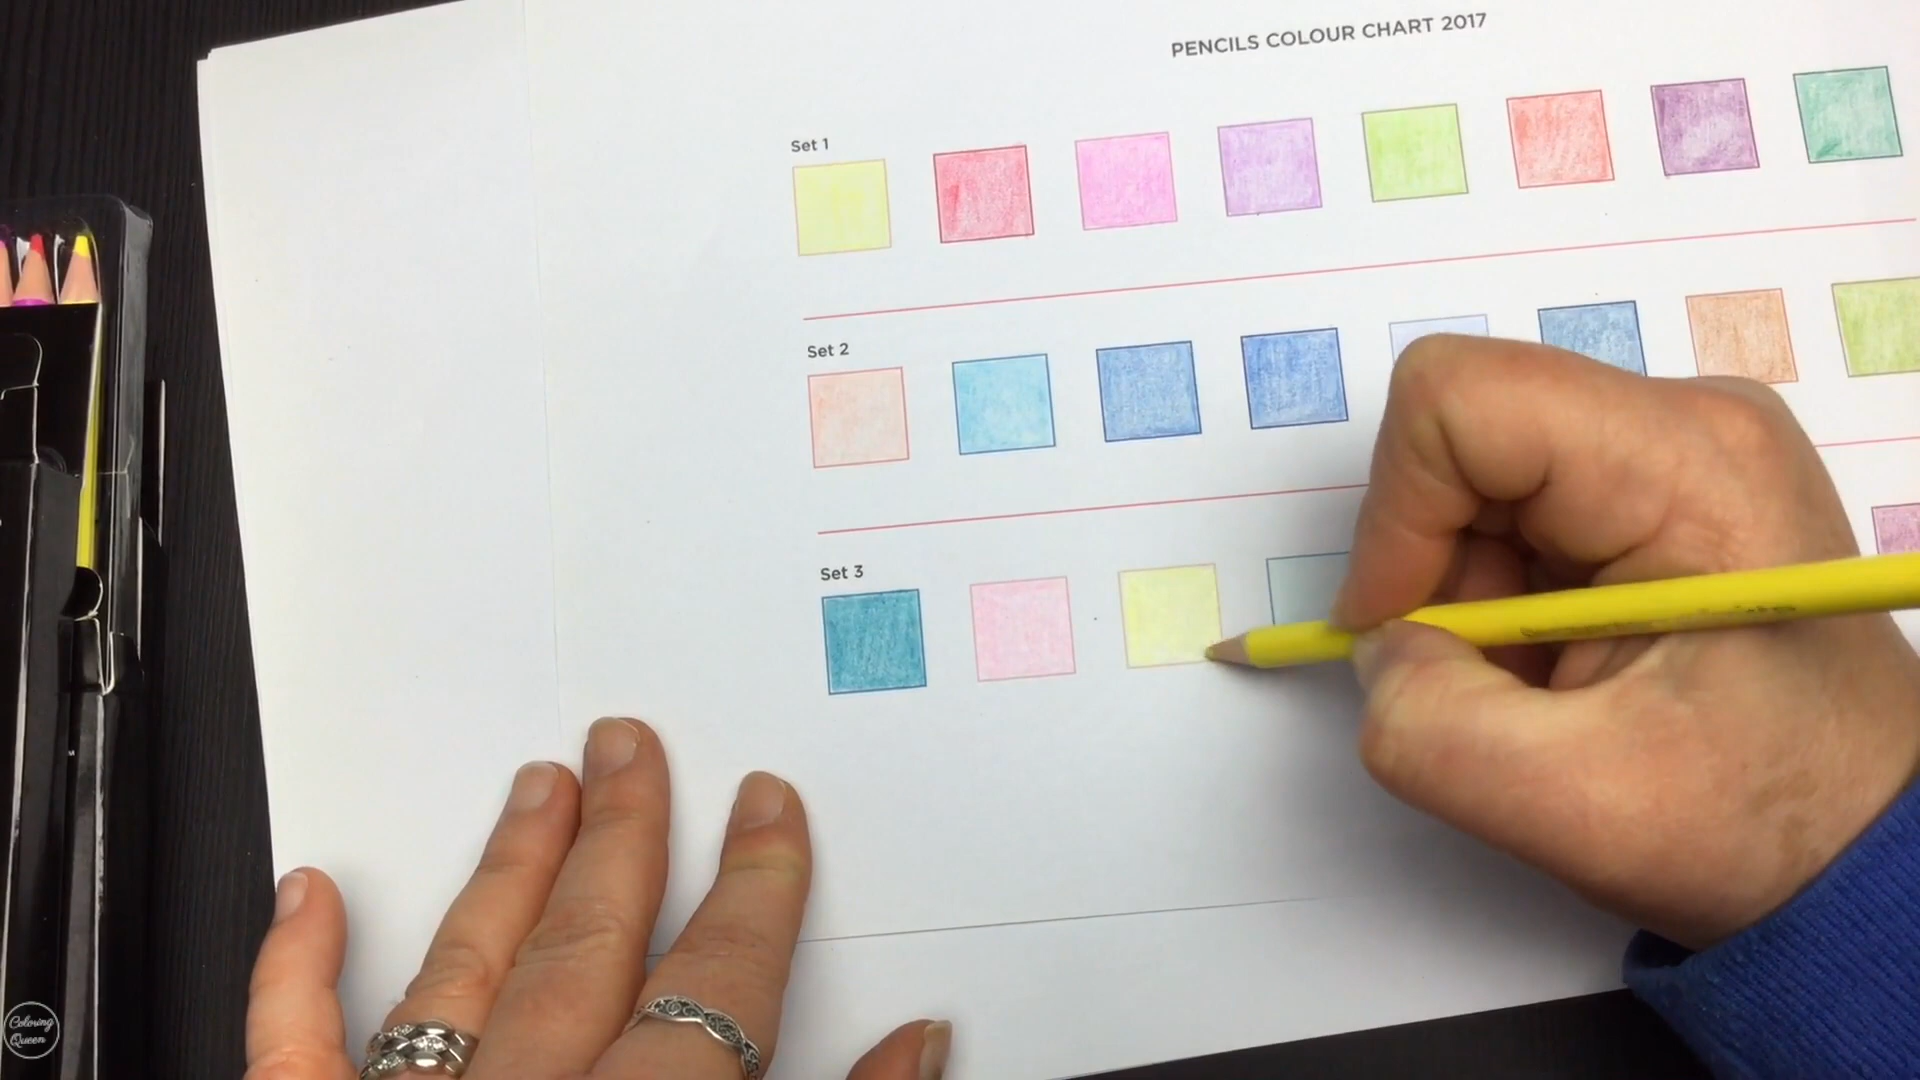 PENCILS COLOUR CHART 2017
Set 1
Set 2
Set 3
Coloring
Queen